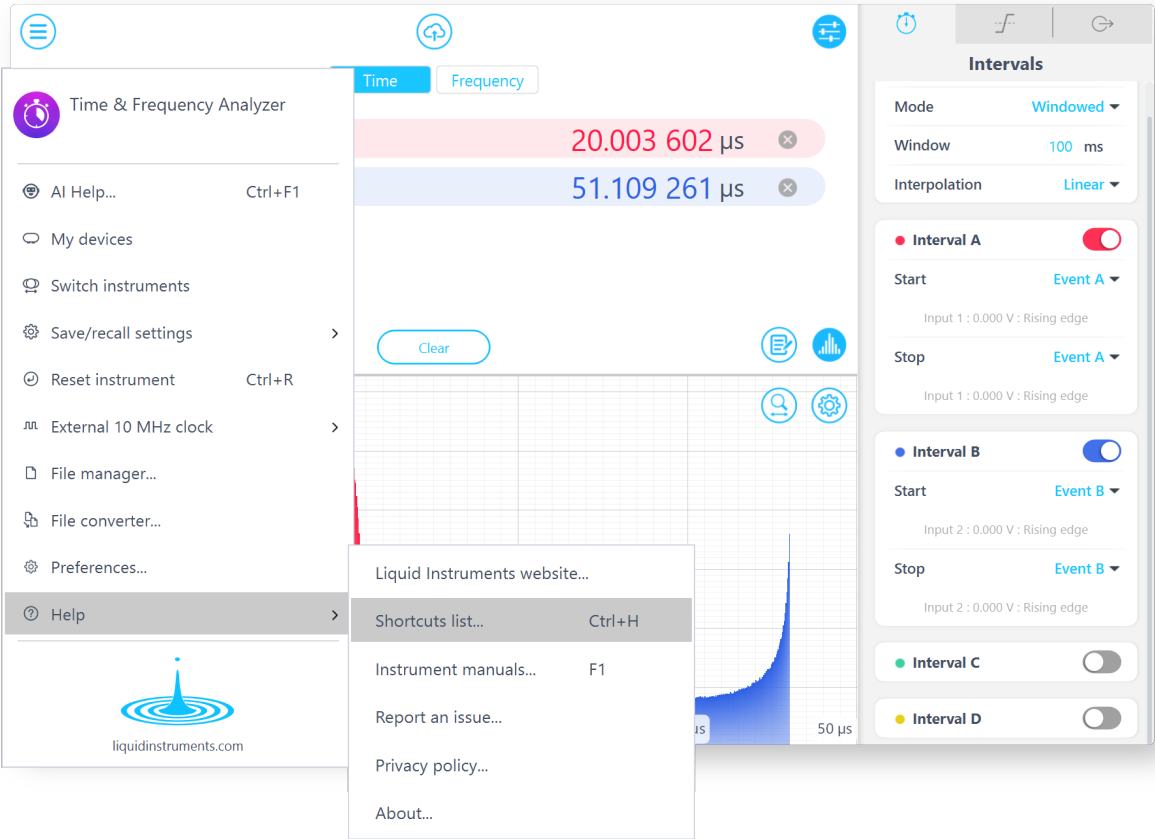 Time & Frequency Analyzer
AI Help... Ctrl+F1
My devices
Switch instruments
Save/recall settings
Reset instrument Ctrl+R
External 10 MHz clock
File manager...
File converter...
Preferences...
Help
liquidinstruments.com
Liquid Instruments website...
Shortcuts list... Ctrl+H
Instrument manuals... F1
Report an issue...
Privacy policy...
About...
Time Frequency
20.003 602 µs
51.109 261 µs
Clear
50 µs
Intervals
Mode Windowed
Window 100 ms
Interpolation Linear
Interval A
Start Event A
Input 1 : 0.000 V : Rising edge
Stop Event A
Input 1 : 0.000 V : Rising edge
Interval B
Start Event B
Input 2 : 0.000 V : Rising edge
Stop Event B
Input 2 : 0.000 V : Rising edge
Interval C
Interval D